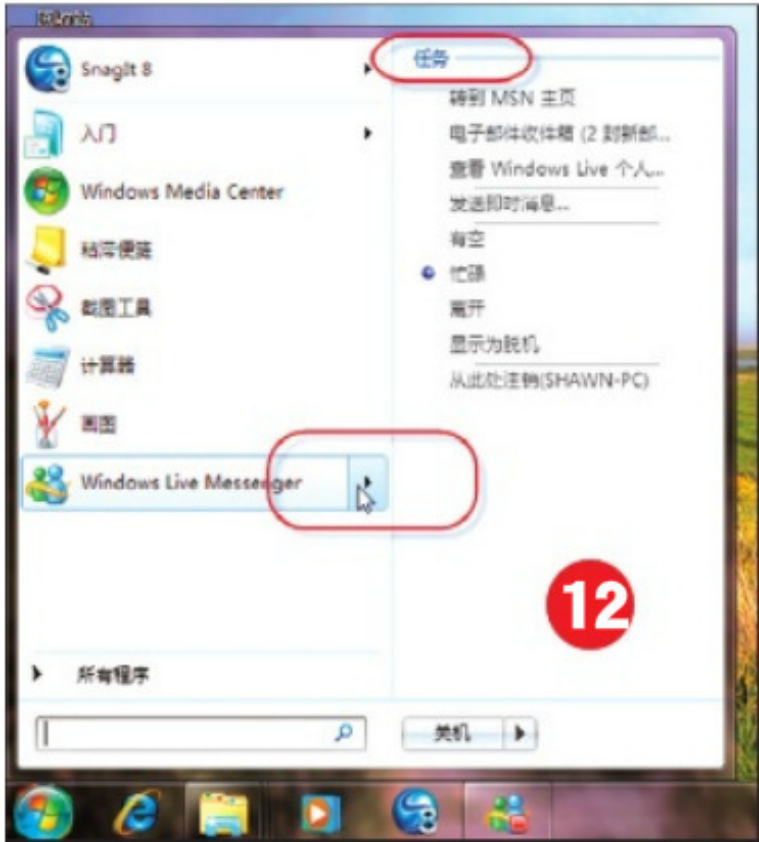 SnagIt 8
入门
Windows Media Center
粘滞便笺
截图工具
计算器
画图
Windows Live Messenger
所有程序
任务
转到 MSN 主页
电子邮件收件箱 (2 封新邮...
查看 Windows Live 个人...
发送即时消息...
有空
忙碌
离开
显示为脱机
从此处注销(SHAWN-PC)
12
关机